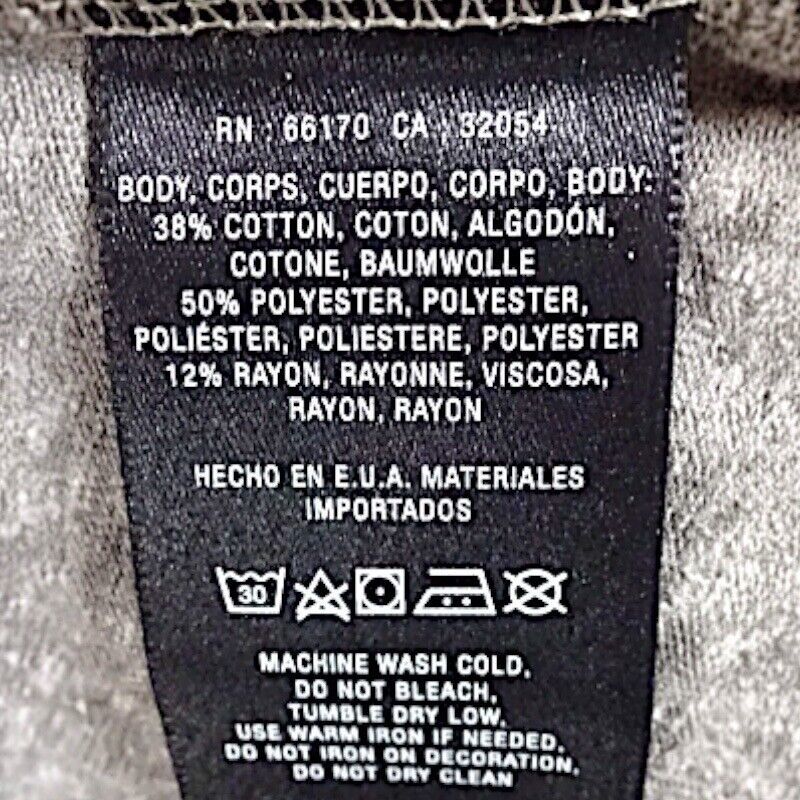 RN : 66170 CA : 32054
BODY, CORPS, CUERPO, CORPO, BODY:
38% COTTON, COTON, ALGODÓN,
COTONE, BAUMWOLLE
50% POLYESTER, POLYESTER,
POLIÉSTER, POLIESTERE, POLYESTER
12% RAYON, RAYONNE, VISCOSA,
RAYON, RAYON
HECHO EN E.U.A. MATERIALES
IMPORTADOS
30
MACHINE WASH COLD,
DO NOT BLEACH,
TUMBLE DRY LOW,
USE WARM IRON IF NEEDED.
DO NOT IRON ON DECORATION.
DO NOT DRY CLEAN